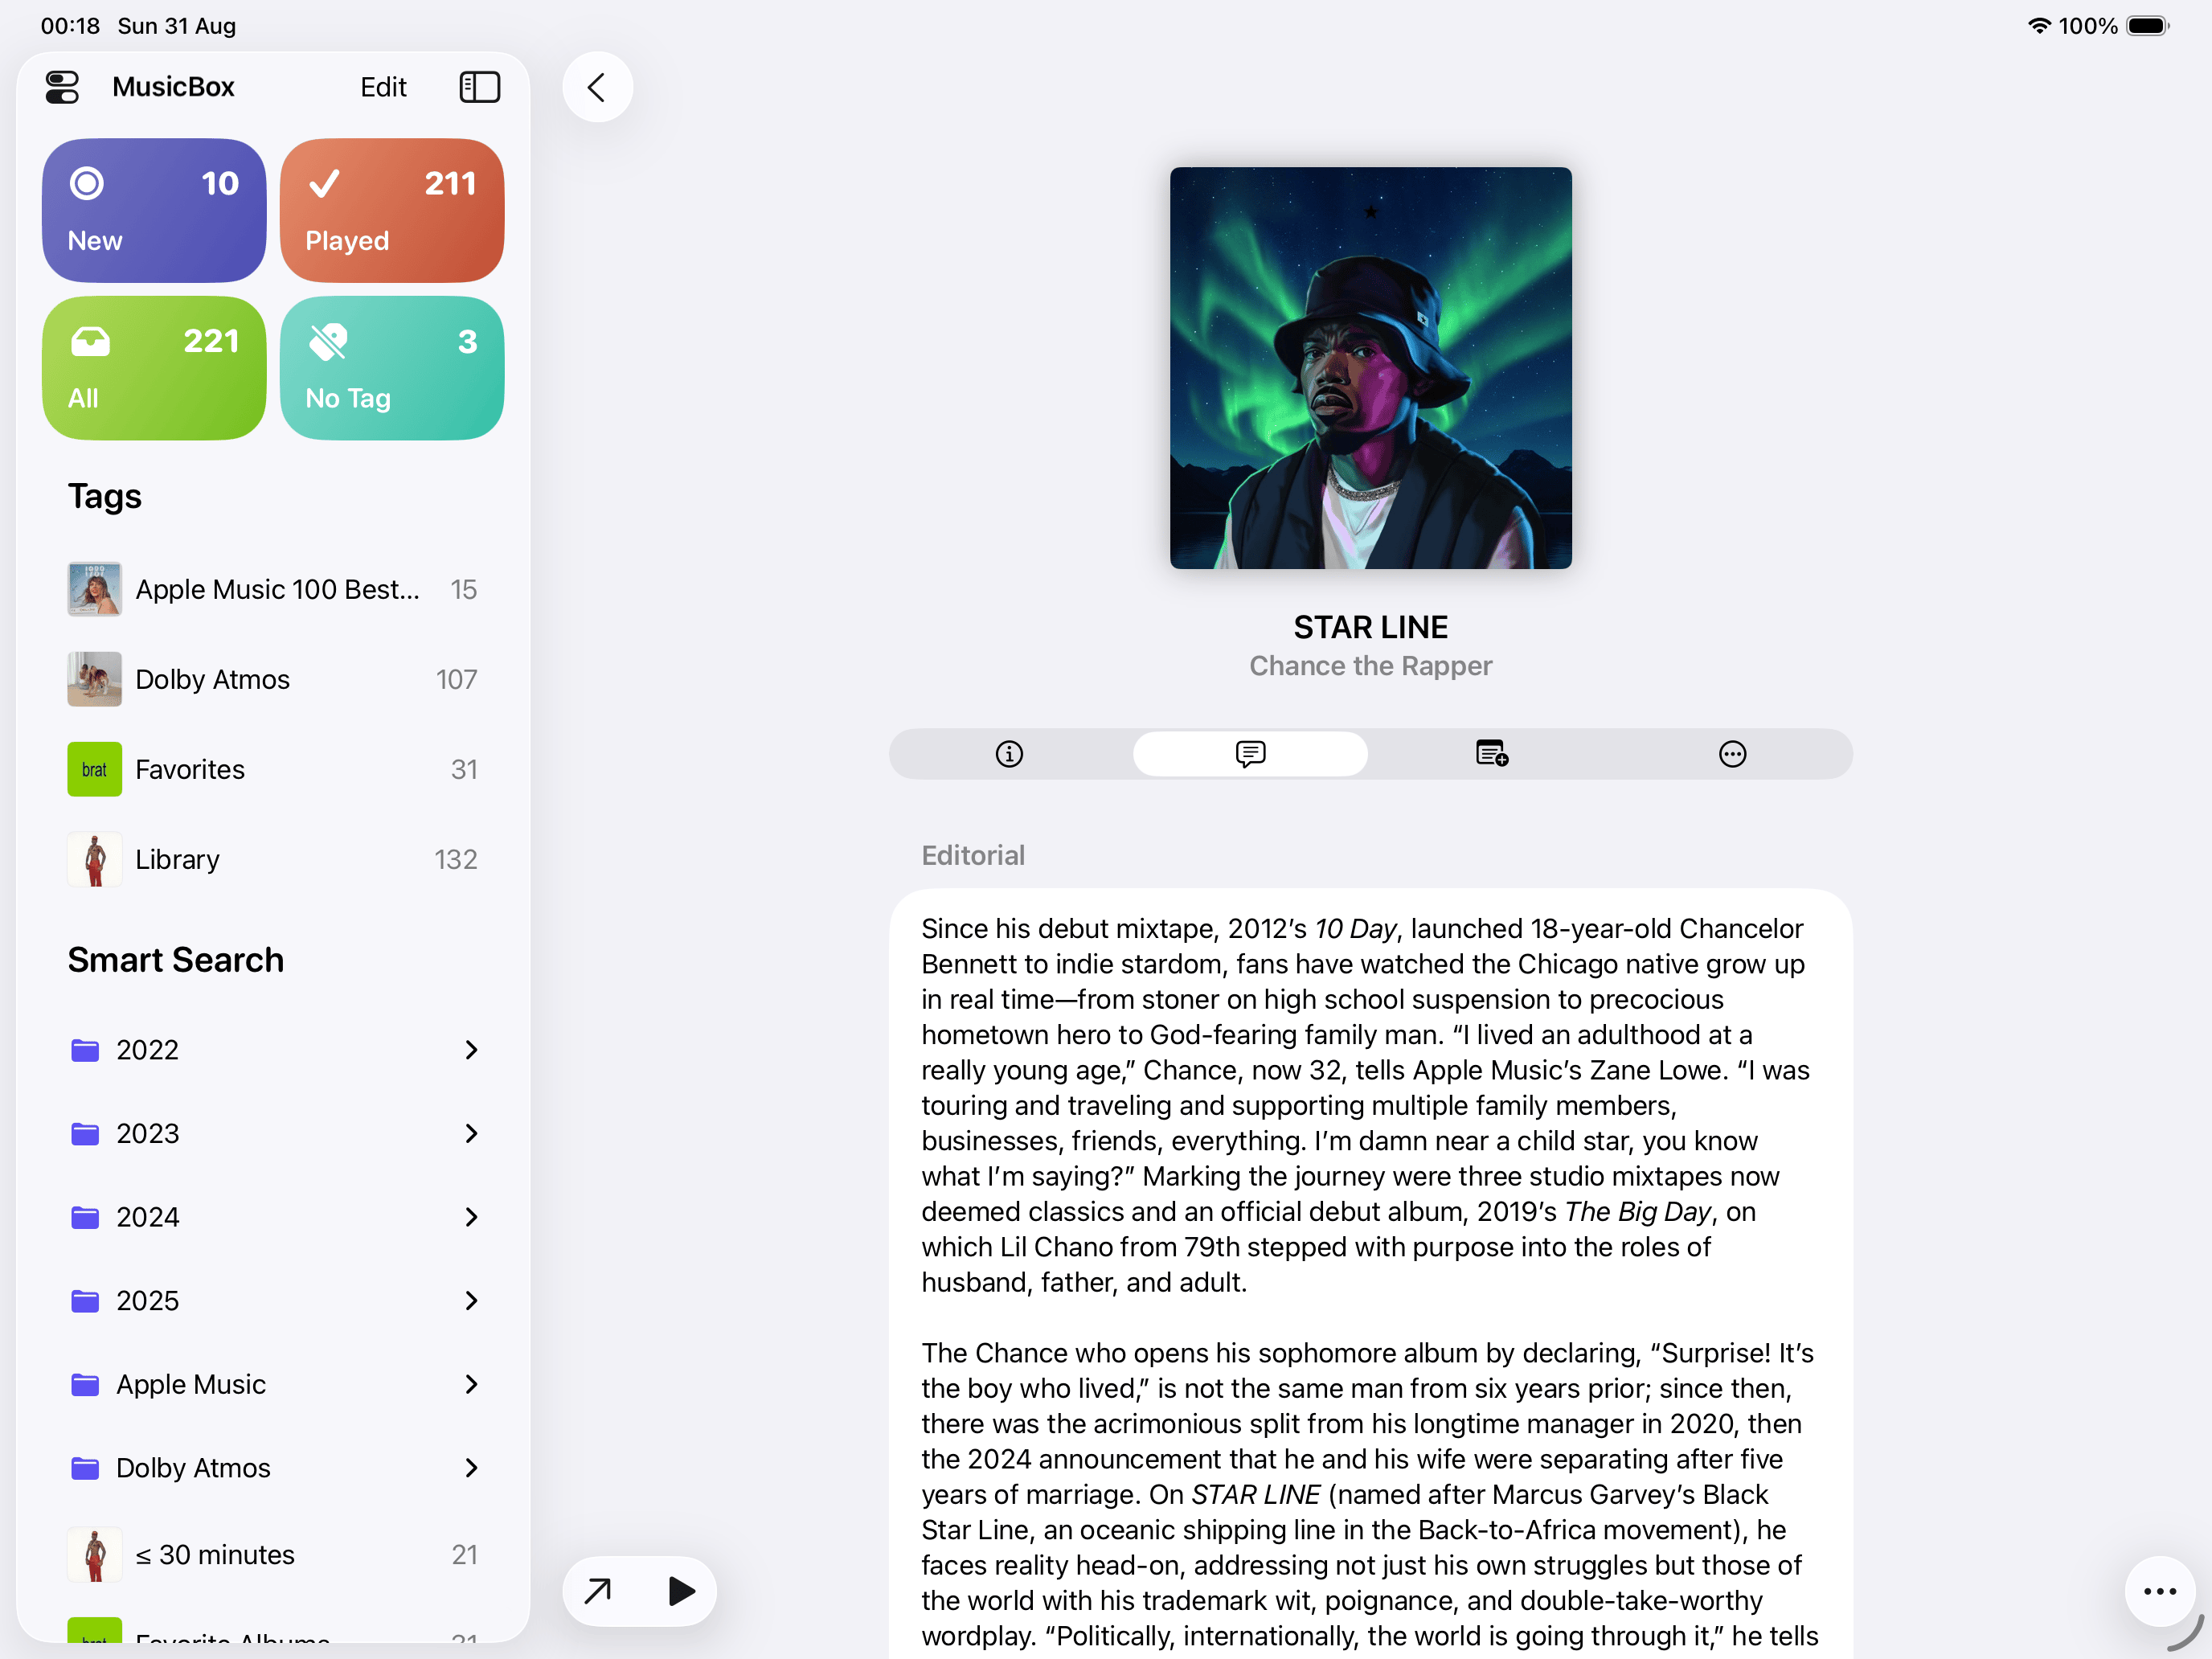 00:18 Sun 31 Aug
100%
MusicBox
Edit
10
New
211
Played
221
All
3
No Tag
Tags
Apple Music 100 Best... 15
Dolby Atmos 107
brat
Favorites 31
Library 132
Smart Search
2022
2023
2024
2025
Apple Music
Dolby Atmos
≤ 30 minutes 21
brat
Favorite Albums 31
STAR LINE
Chance the Rapper
Editorial
Since his debut mixtape, 2012’s 10 Day, launched 18-year-old Chancelor
Bennett to indie stardom, fans have watched the Chicago native grow up
in real time—from stoner on high school suspension to precocious
hometown hero to God-fearing family man. “I lived an adulthood at a
really young age,” Chance, now 32, tells Apple Music’s Zane Lowe. “I was
touring and traveling and supporting multiple family members,
businesses, friends, everything. I’m damn near a child star, you know
what I’m saying?” Marking the journey were three studio mixtapes now
deemed classics and an official debut album, 2019’s The Big Day, on
which Lil Chano from 79th stepped with purpose into the roles of
husband, father, and adult.
The Chance who opens his sophomore album by declaring, “Surprise! It’s
the boy who lived,” is not the same man from six years prior; since then,
there was the acrimonious split from his longtime manager in 2020, then
the 2024 announcement that he and his wife were separating after five
years of marriage. On STAR LINE (named after Marcus Garvey’s Black
Star Line, an oceanic shipping line in the Back-to-Africa movement), he
faces reality head-on, addressing not just his own struggles but those of
the world with his trademark wit, poignance, and double-take-worthy
wordplay. “Politically, internationally, the world is going through it,” he tells